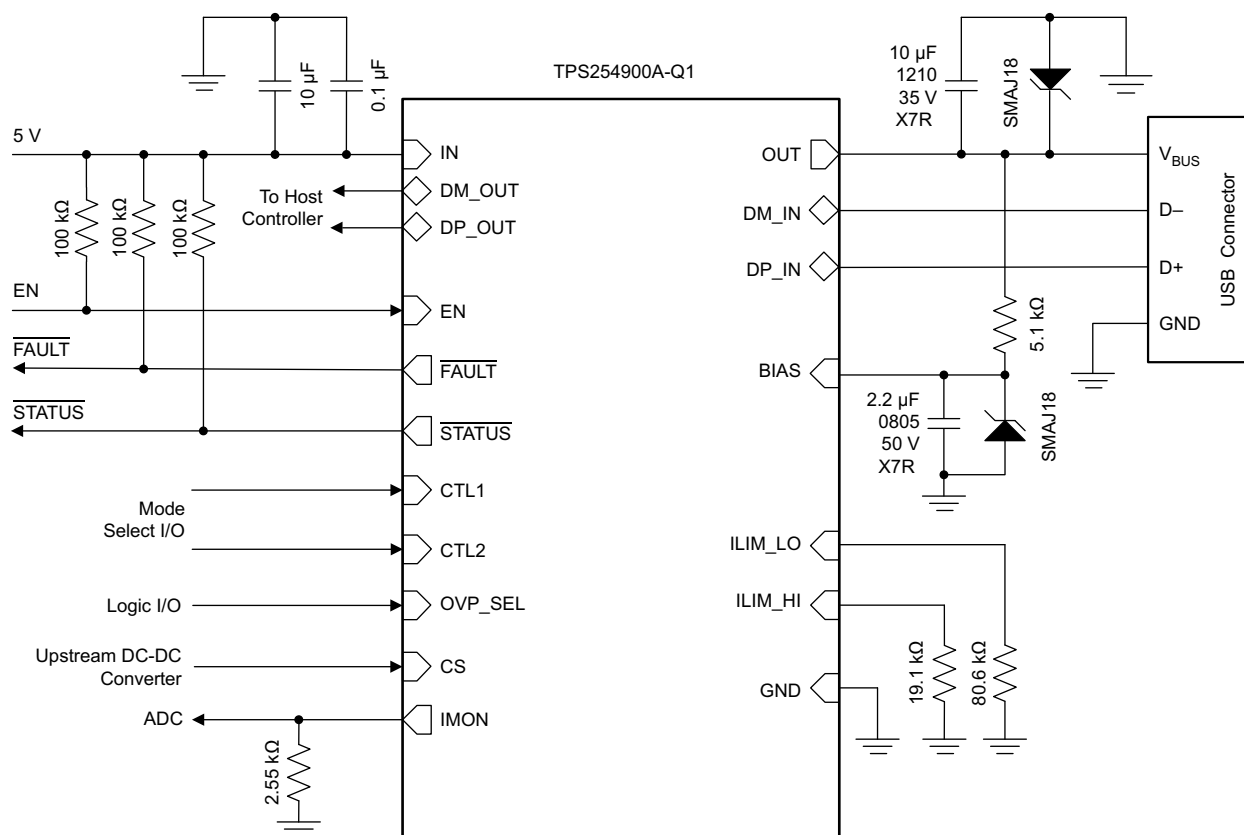 TPS254900A-Q1
10 µF
0.1 µF
10 µF
1210
35 V
X7R
SMAJ18
5 V
IN
OUT
V_BUS
To Host
Controller
DM_OUT
DP_OUT
DM_IN
D–
DP_IN
D+
USB Connector
100 kΩ
100 kΩ
100 kΩ
EN
EN
5.1 kΩ
GND
FAULT
FAULT
BIAS
STATUS
STATUS
2.2 µF
0805
50 V
X7R
SMAJ18
Mode
Select I/O
CTL1
CTL2
ILIM_LO
Logic I/O
OVP_SEL
ILIM_HI
Upstream DC-DC
Converter
CS
19.1 kΩ
80.6 kΩ
GND
ADC
IMON
2.55 kΩ